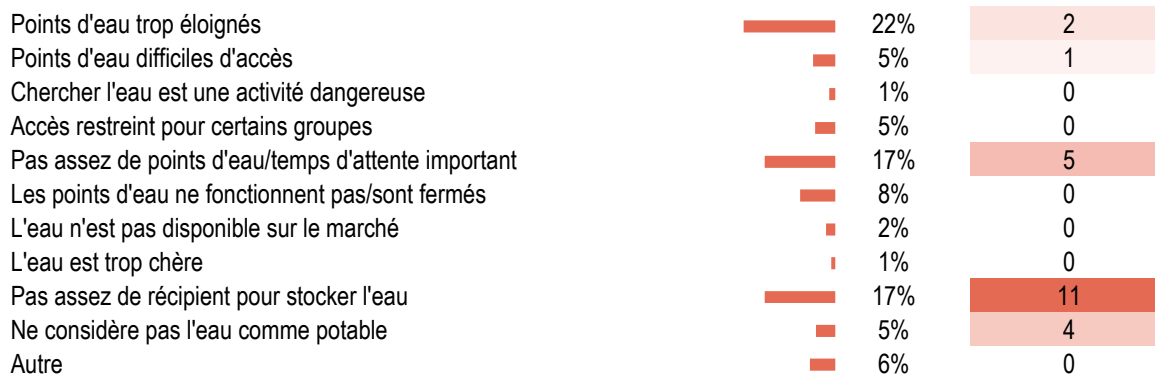 Points d'eau trop éloignés 22% 2
Points d'eau difficiles d'accès 5% 1
Chercher l'eau est une activité dangereuse 1% 0
Accès restreint pour certains groupes 5% 0
Pas assez de points d'eau/temps d'attente important 17% 5
Les points d'eau ne fonctionnent pas/sont fermés 8% 0
L'eau n'est pas disponible sur le marché 2% 0
L'eau est trop chère 1% 0
Pas assez de récipient pour stocker l'eau 17% 11
Ne considère pas l'eau comme potable 5% 4
Autre 6% 0